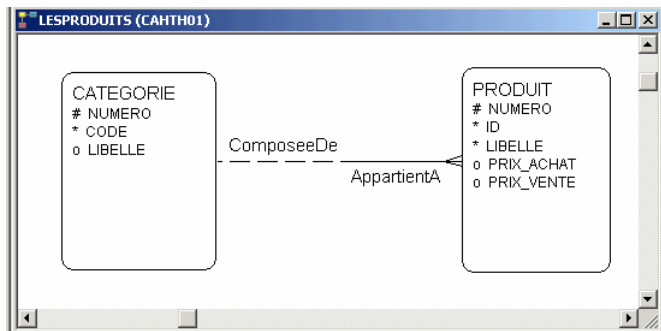 LESPRODUITS (CAHTH01)
CATEGORIE
# NUMERO
* CODE
o LIBELLE
ComposeeDe
AppartientA
PRODUIT
# NUMERO
* ID
* LIBELLE
o PRIX_ACHAT
o PRIX_VENTE